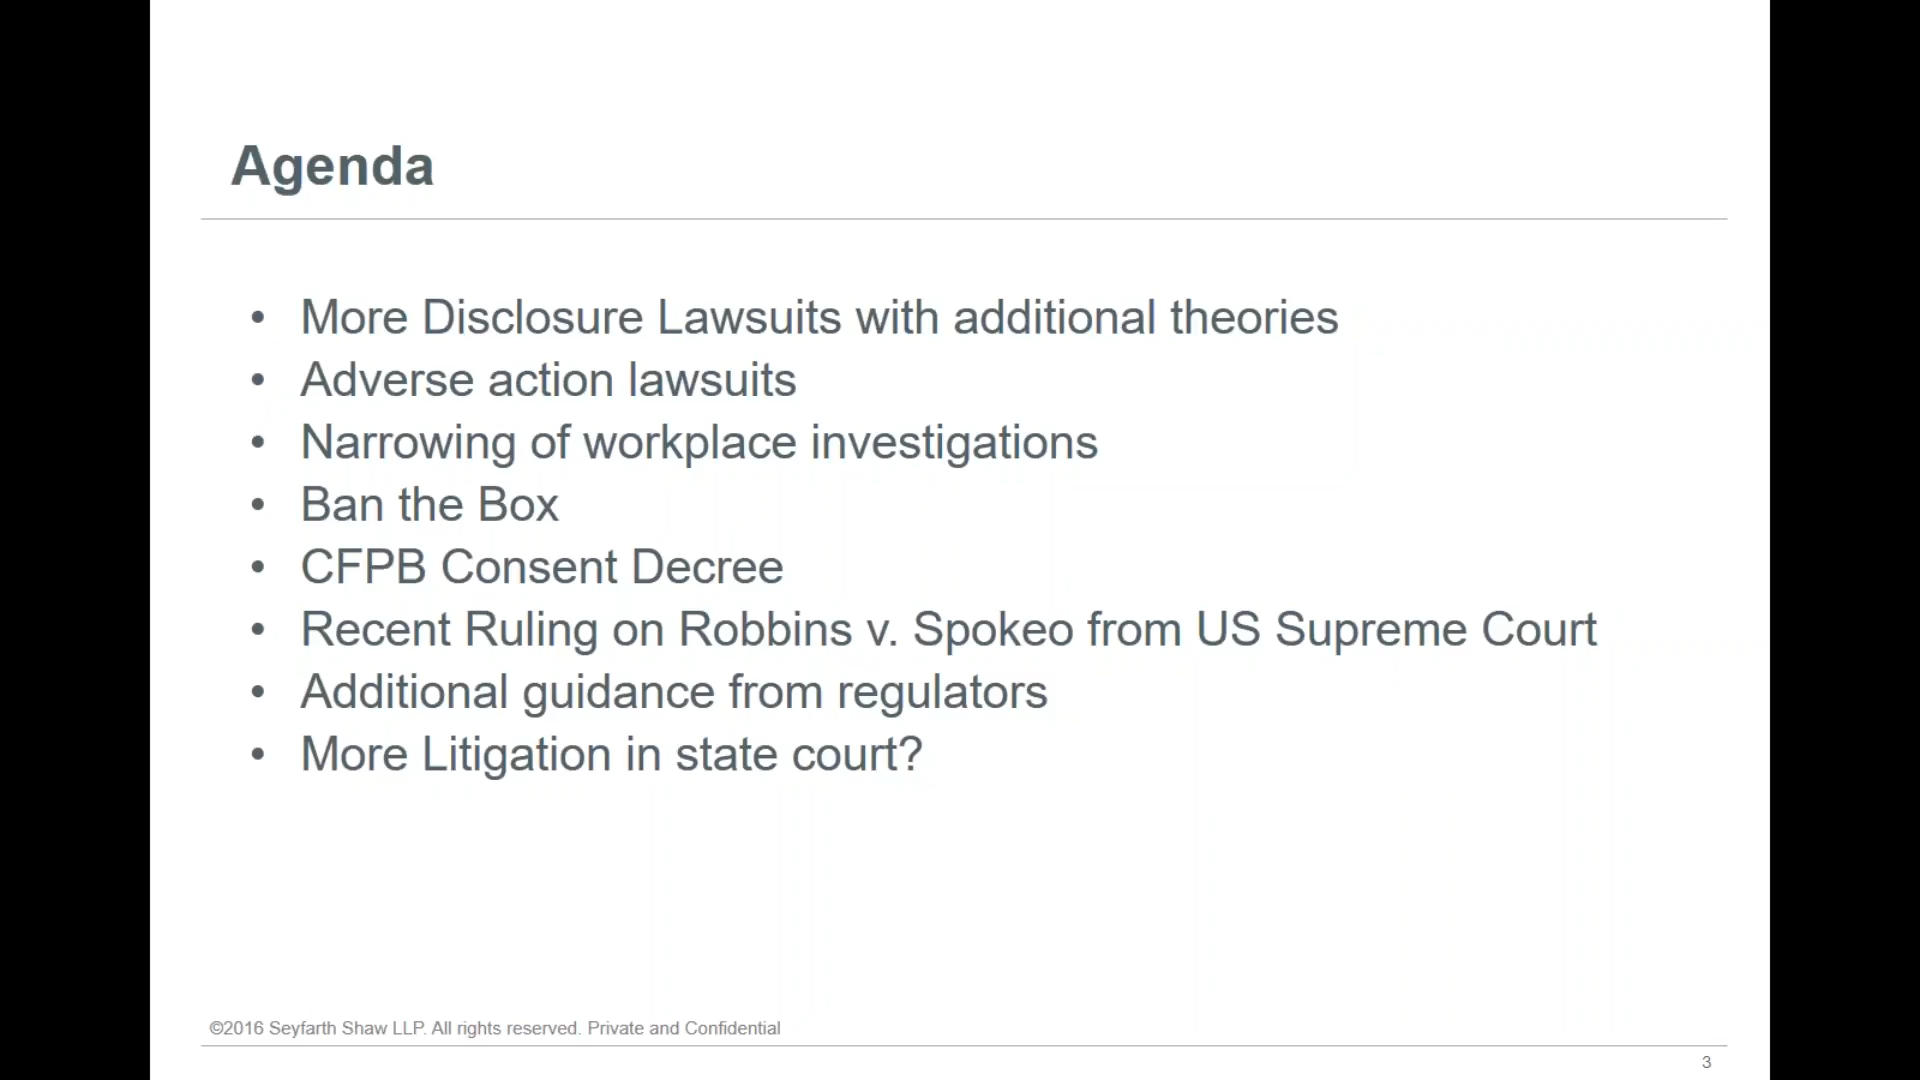 Agenda
• More Disclosure Lawsuits with additional theories
• Adverse action lawsuits
• Narrowing of workplace investigations
• Ban the Box
• CFPB Consent Decree
• Recent Ruling on Robbins v. Spokeo from US Supreme Court
• Additional guidance from regulators
• More Litigation in state court?
©2016 Seyfarth Shaw LLP. All rights reserved. Private and Confidential
3